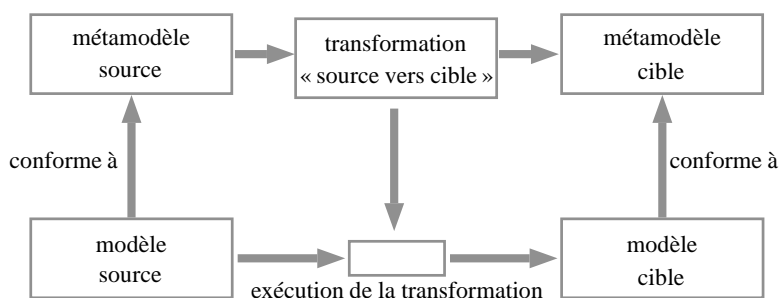 métamodèle
source
transformation
« source vers cible »
métamodèle
cible
conforme à
conforme à
modèle
source
modèle
cible
exécution de la transformation